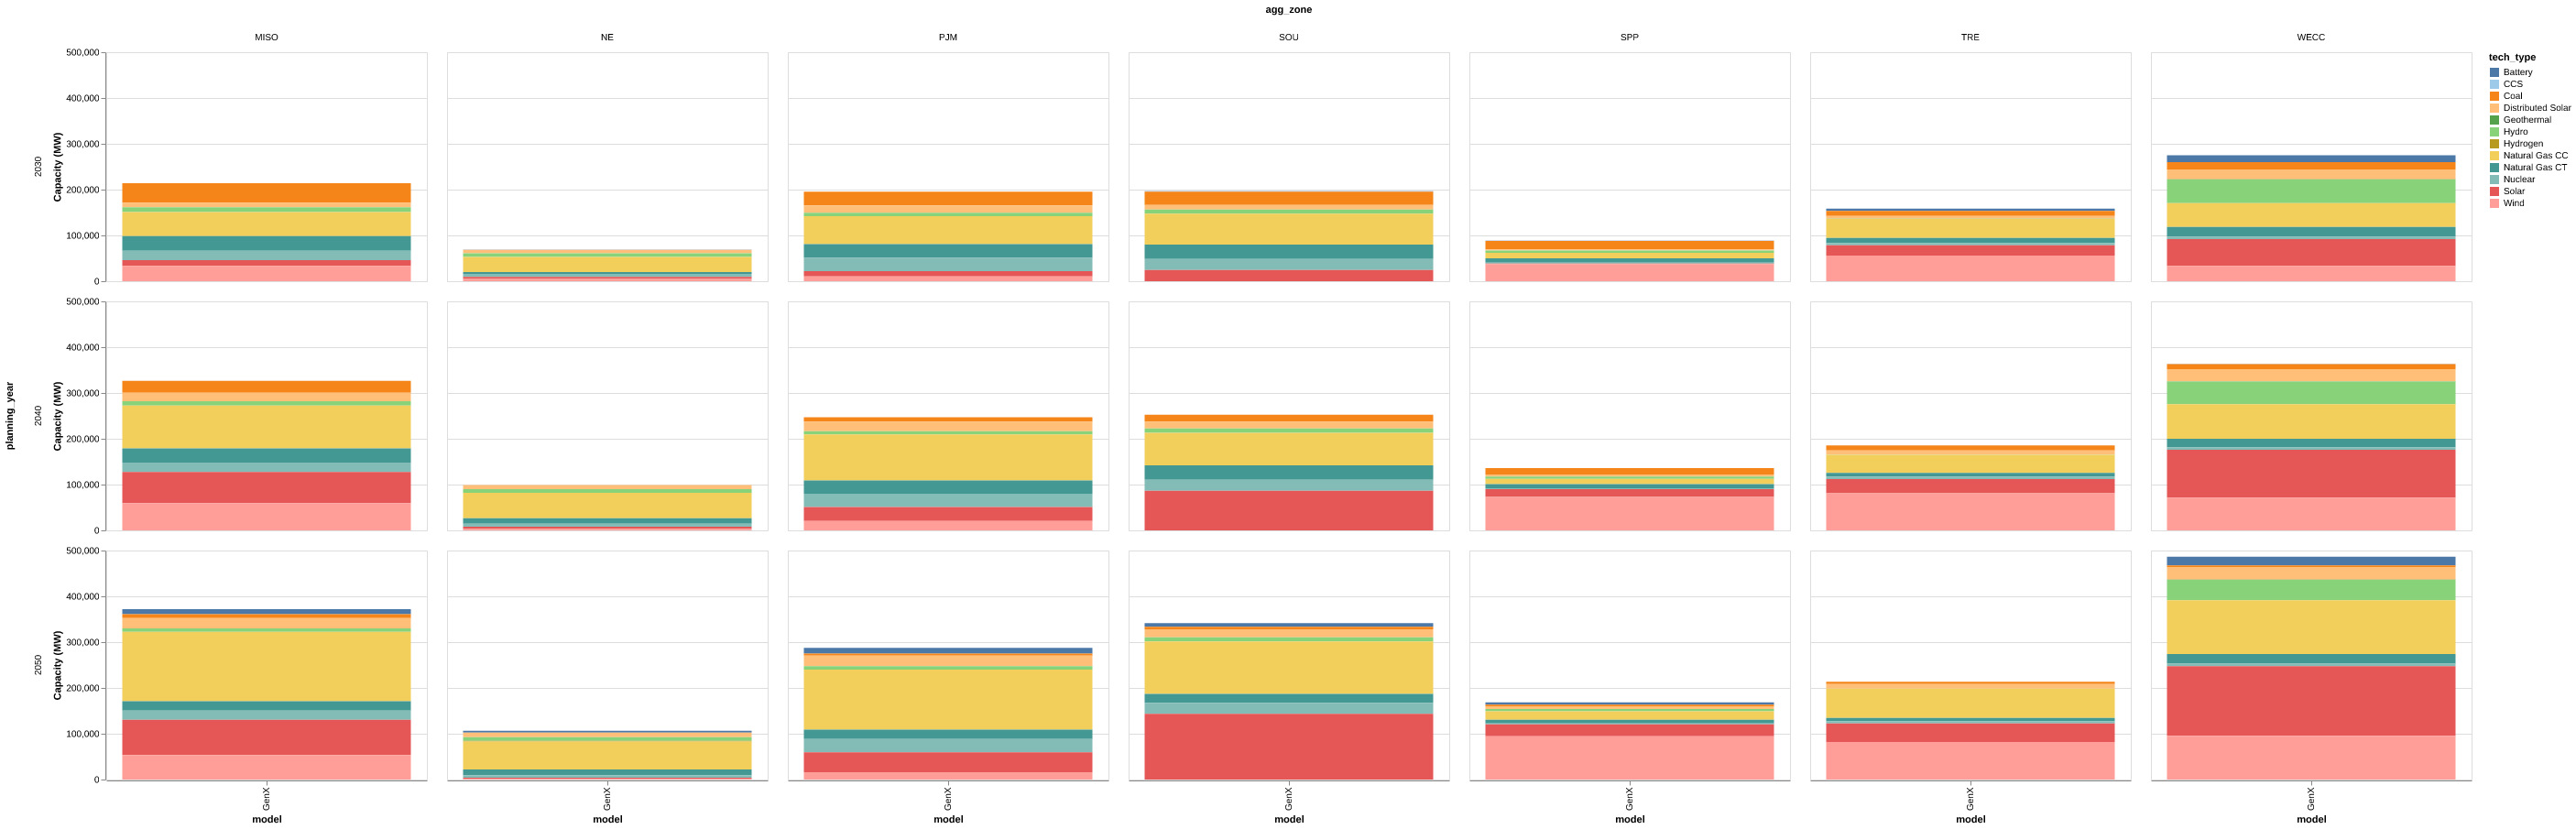 agg_zone
MISO NE PJM SOU SPP TRE WECC
planning_year
2030
Capacity (MW)
500,000
400,000
300,000
200,000
100,000
0
2040
Capacity (MW)
500,000
400,000
300,000
200,000
100,000
0
2050
Capacity (MW)
500,000
400,000
300,000
200,000
100,000
0
GenX GenX GenX GenX GenX GenX GenX
model model model model model model model
tech_type
Battery
CCS
Coal
Distributed Solar
Geothermal
Hydro
Hydrogen
Natural Gas CC
Natural Gas CT
Nuclear
Solar
Wind